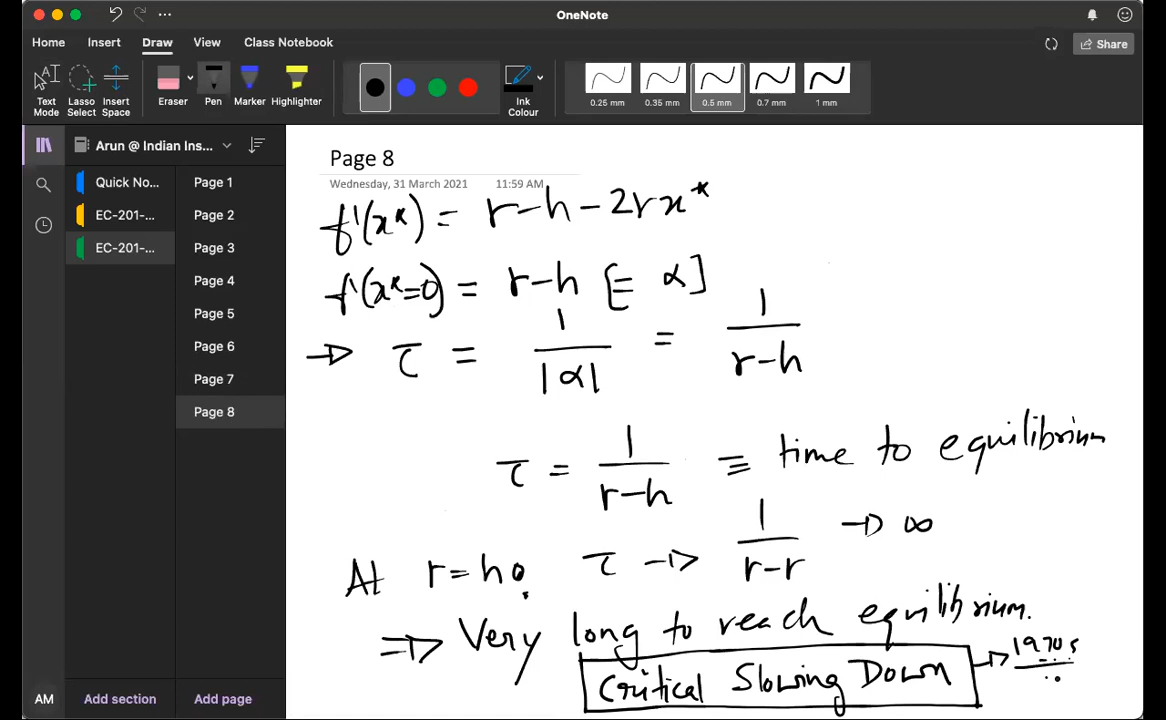 OneNote
Home Insert Draw View Class Notebook
Share
Text Mode
Lasso Select
Insert Space
Eraser
Pen
Marker
Highlighter
Ink Colour
0.25 mm
0.35 mm
0.5 mm
0.7 mm
1 mm
Arun @ Indian Ins...
Quick No...
EC-201-...
EC-201-...
Page 1
Page 2
Page 3
Page 4
Page 5
Page 6
Page 7
Page 8
AM
Add section
Add page
Page 8
Wednesday, 31 March 2021 11:59 AM
f'(x*) = r-h-2rx*
f'(x*=0) = r-h [≡ α]
→ τ = 1/|α| = 1/(r-h)
τ = 1/(r-h) ≡ time to equilibrium
At r=h: τ → 1/(r-r) → ∞
⇒ Very long to reach equilibrium.
Critical Slowing Down → 1970s